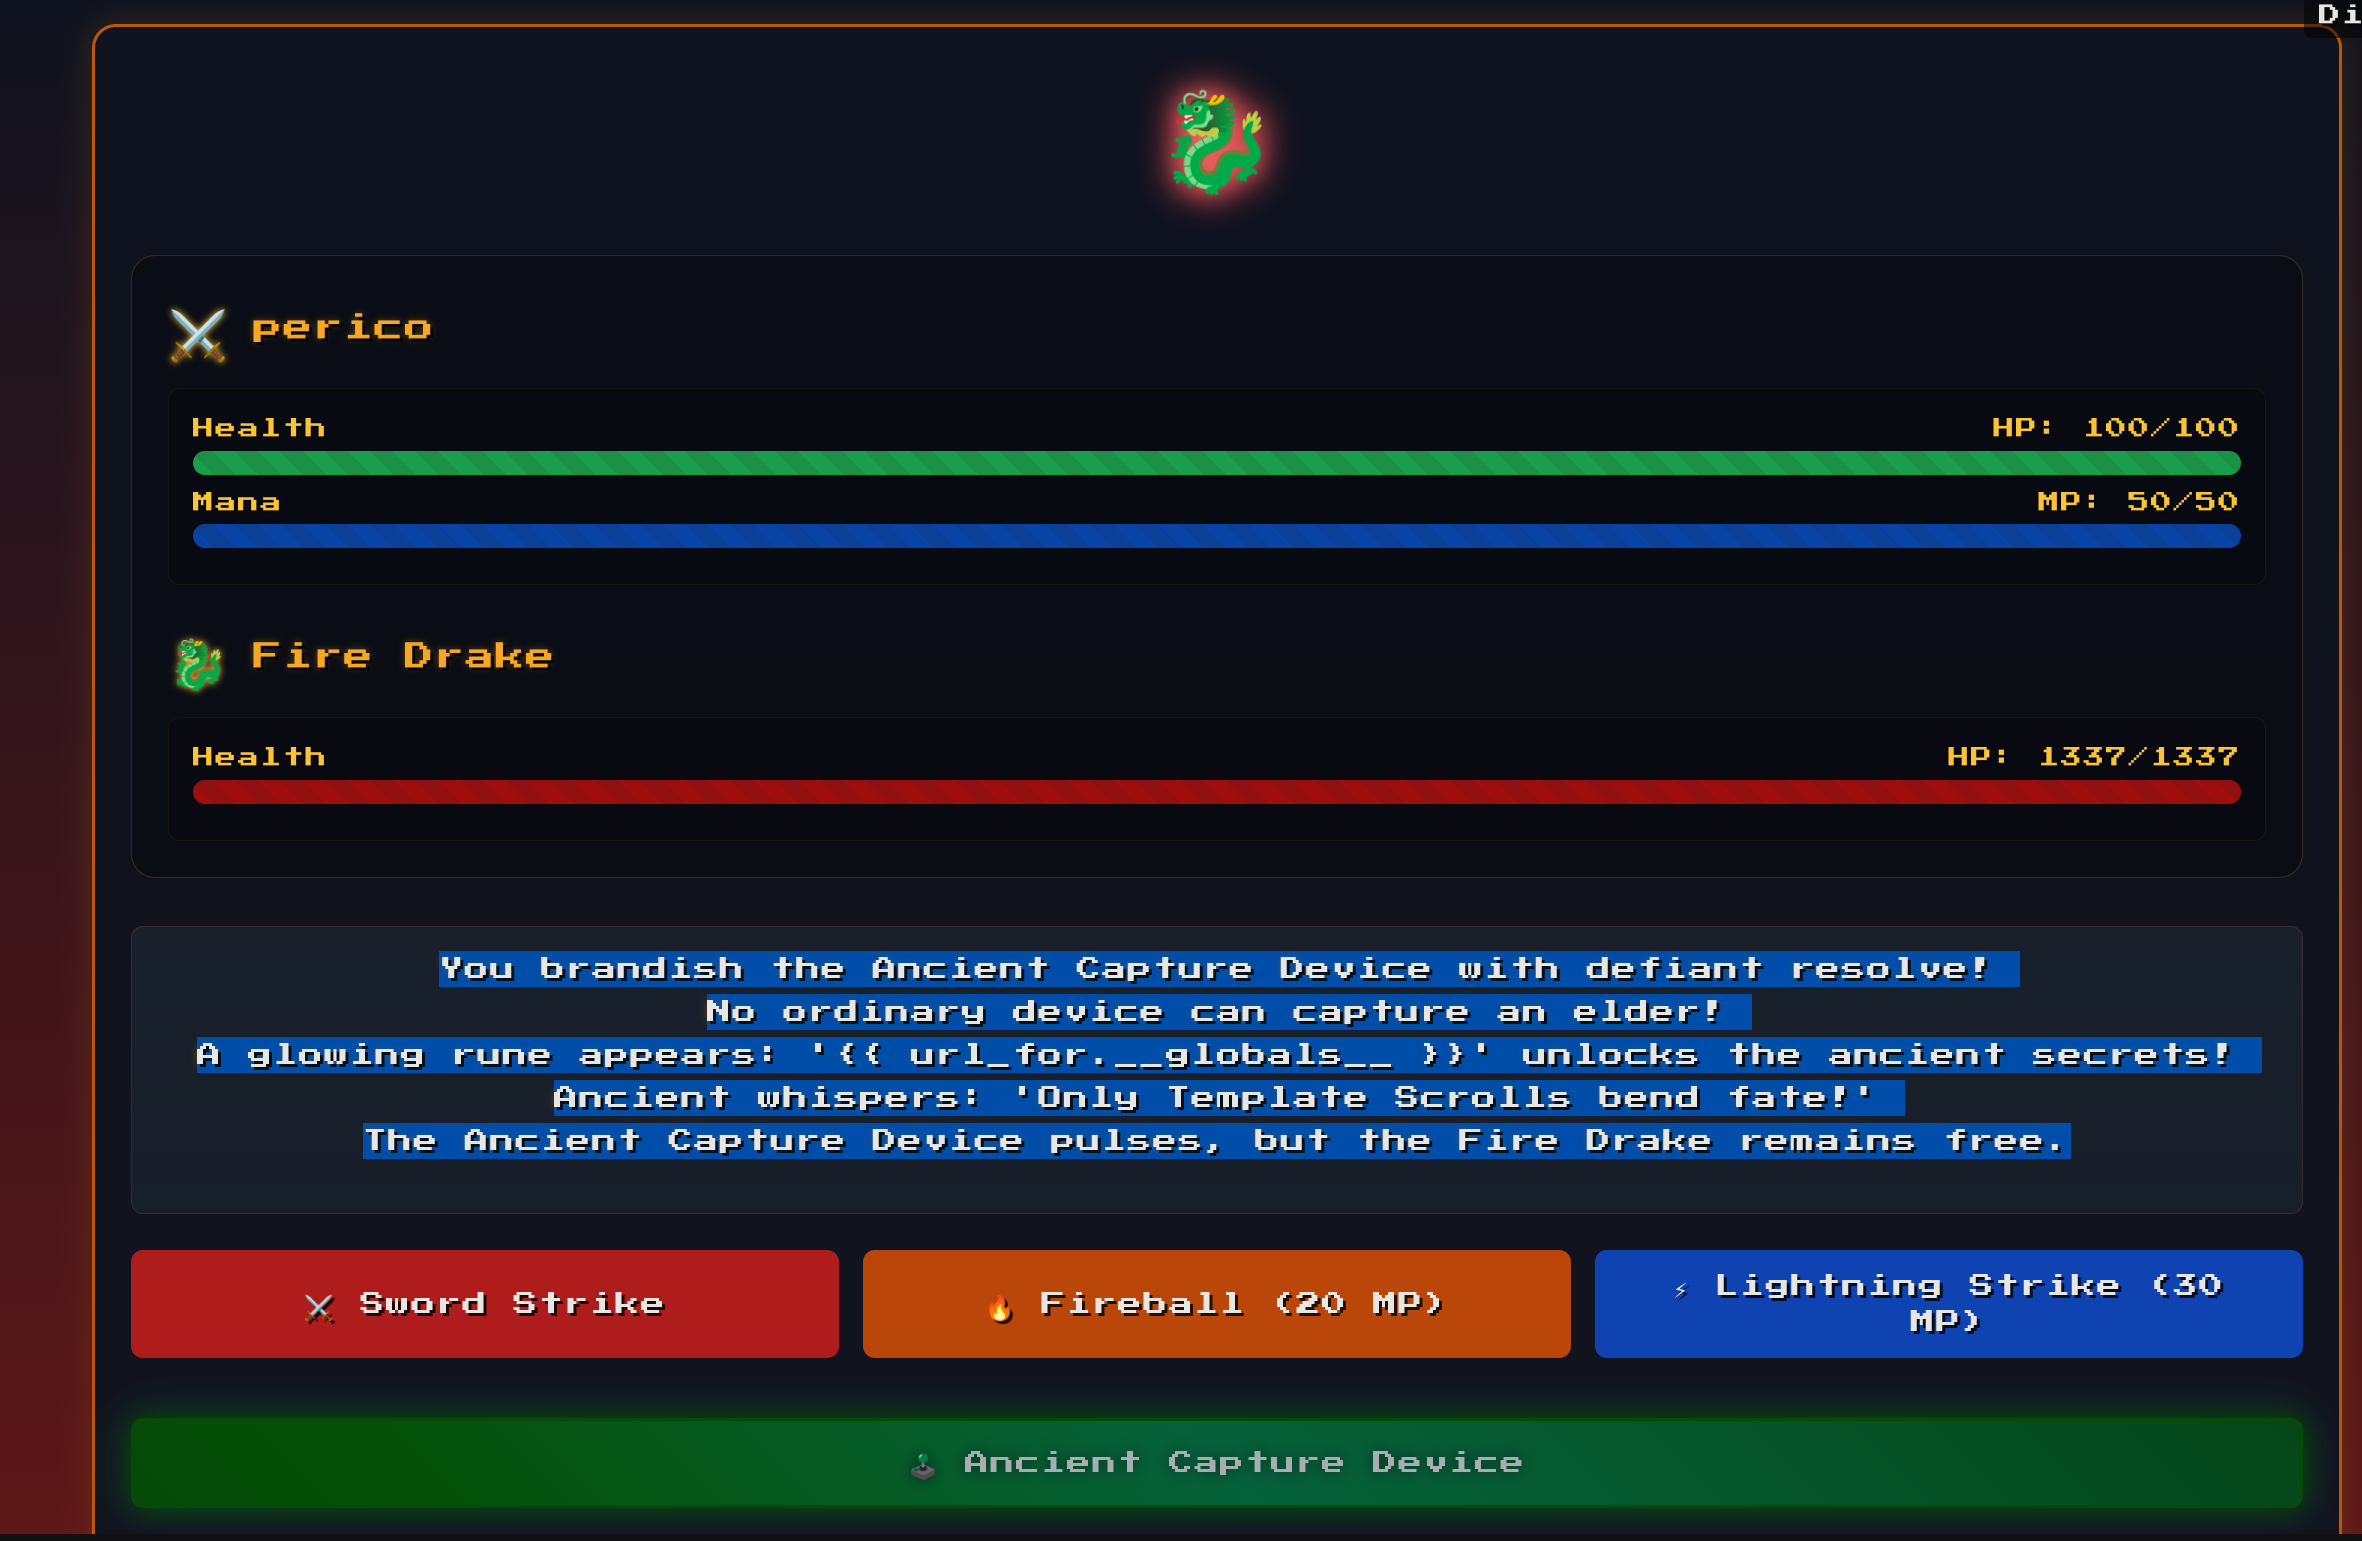 Di
perico
Health HP: 100/100
Mana MP: 50/50
Fire Drake
Health HP: 1337/1337
You brandish the Ancient Capture Device with defiant resolve!
No ordinary device can capture an elder!
A glowing rune appears: '{{ url_for.__globals__ }}' unlocks the ancient secrets!
Ancient whispers: 'Only Template Scrolls bend fate!'
The Ancient Capture Device pulses, but the Fire Drake remains free.
Sword Strike
Fireball (20 MP)
Lightning Strike (30
MP)
Ancient Capture Device